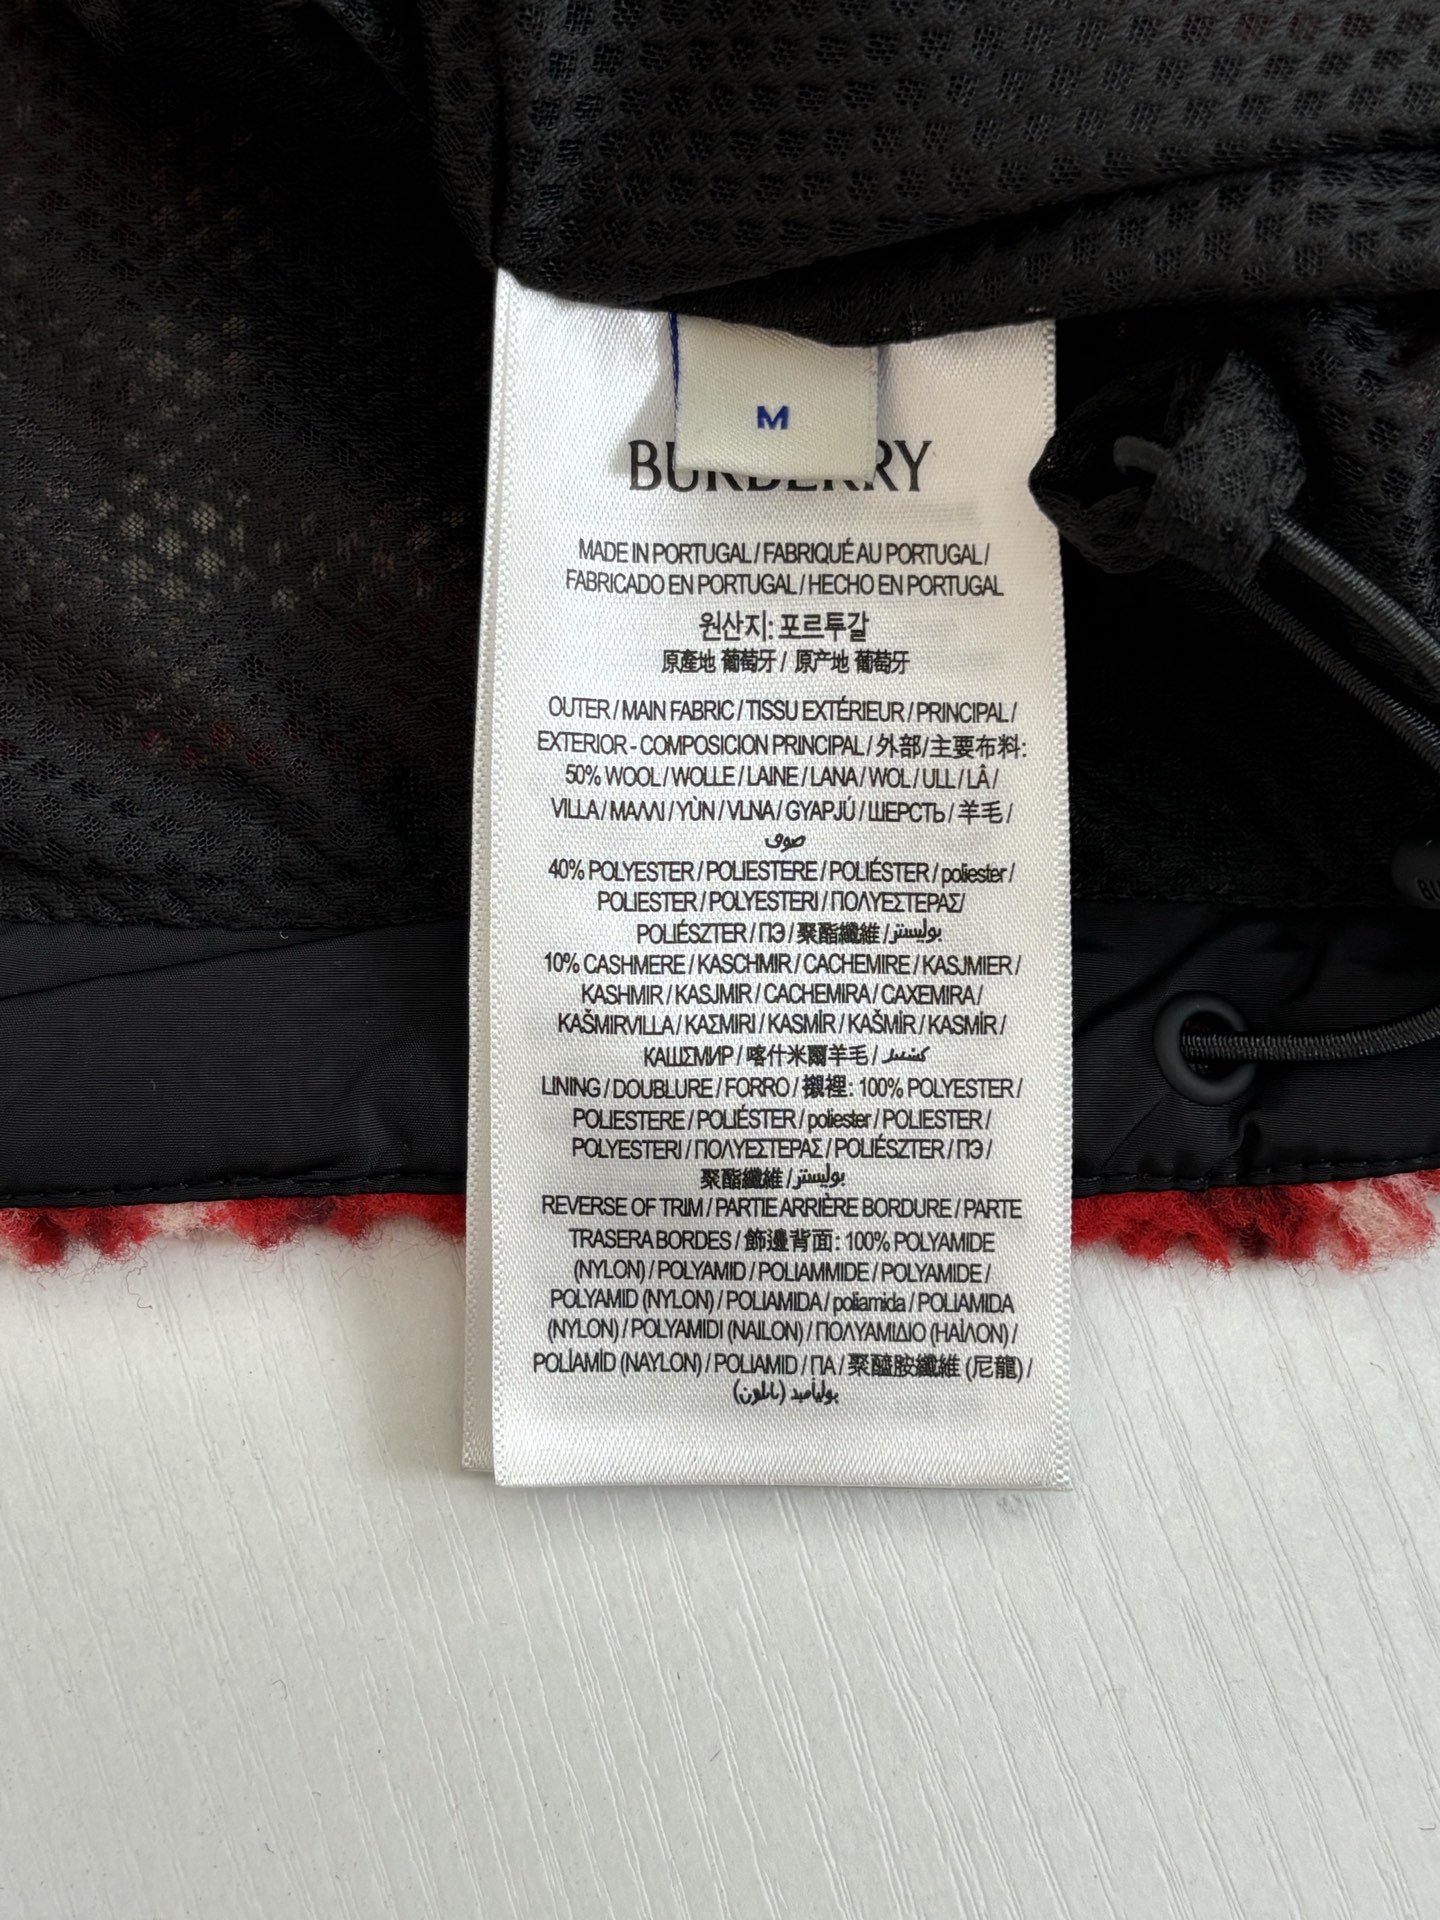 M
BURBERRY
MADE IN PORTUGAL / FABRIQUÉ AU PORTUGAL /
FABRICADO EN PORTUGAL / HECHO EN PORTUGAL
원산지: 포르투갈
原產地 葡萄牙 / 原产地 葡萄牙
OUTER / MAIN FABRIC / TISSU EXTÉRIEUR / PRINCIPAL /
EXTERIOR - COMPOSICION PRINCIPAL / 外部/主要布料:
50% WOOL / WOLLE / LAINE / LANA / WOL / ULL / LÂ /
VILLA / ΜΑΛΛΙ / YÙN / VLNA / GYAPJÚ / ШЕРСТЬ / 羊毛 /
صوف
40% POLYESTER / POLIESTERE / POLIÉSTER / poliester /
POLIESTER / POLYESTERI / ΠΟΛΥΕΣΤΕΡΑΣ/
POLIÉSZTER / ПЭ / 聚酯纖維 / بوليستر
10% CASHMERE / KASCHMIR / CACHEMIRE / KASJMIER /
KASHMIR / KASJMIR / CACHEMIRA / CAXEMIRA /
KAŠMIRVILLA / ΚΑΣΜΙRΙ / KASMİR / KAŠMÍR / KASMÍR /
КАШΣМИР / 喀什米爾羊毛 / كشمير
LINING / DOUBLURE / FORRO / 襯裡: 100% POLYESTER /
POLIESTERE / POLIÉSTER / poliester / POLIESTER /
POLYESTERI / ΠΟΛΥΕΣΤΕΡΑΣ / POLIÉSZTER / ПЭ /
聚酯纖維 / بوليستر
REVERSE OF TRIM / PARTIE ARRIÈRE BORDURE / PARTE
TRASERA BORDES / 飾邊背面: 100% POLYAMIDE
(NYLON) / POLYAMID / POLIAMMIDE / POLYAMIDE /
POLYAMID (NYLON) / POLIAMIDA / poliamida / POLIAMIDA
(NYLON) / POLYAMIDI (NAILON) / ΠΟΛΥΑΜΙΔΙΟ (ΝΑΪΛΟΝ) /
POLİAMİD (NAYLON) / POLIAMID / ПА / 聚醯胺纖維 (尼龍) /
بوليأميد (نايلون)